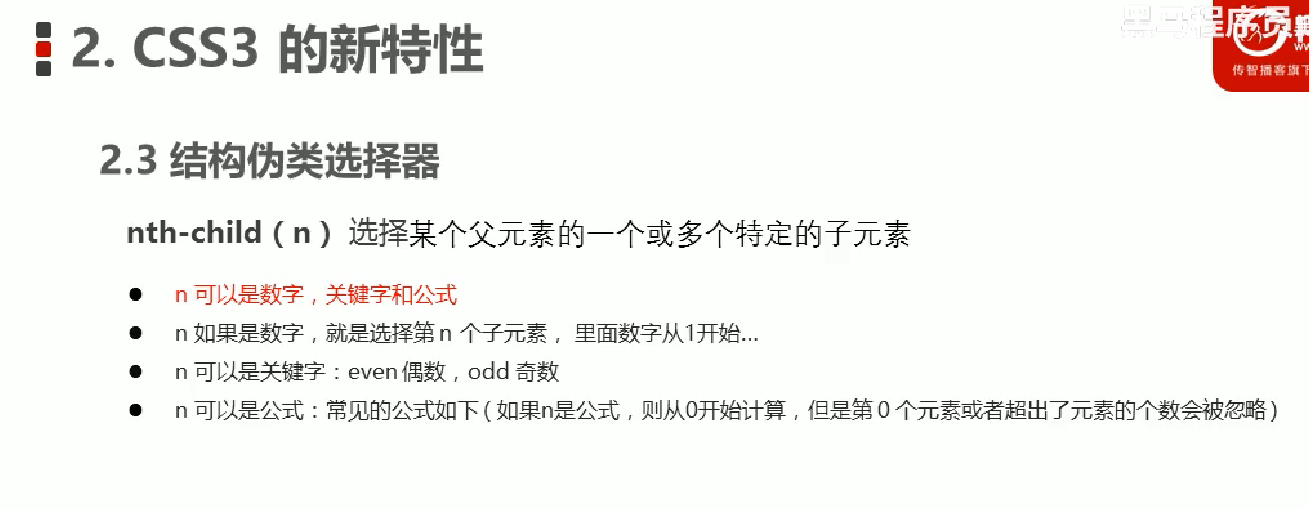 黑马程序员
传智播客旗下
2. CSS3 的新特性
2.3 结构伪类选择器
nth-child（n） 选择某个父元素的一个或多个特定的子元素
● n 可以是数字，关键字和公式
● n 如果是数字，就是选择第 n 个子元素， 里面数字从1开始…
● n 可以是关键字：even 偶数，odd 奇数
● n 可以是公式：常见的公式如下 ( 如果n是公式，则从0开始计算，但是第 0 个元素或者超出了元素的个数会被忽略 )